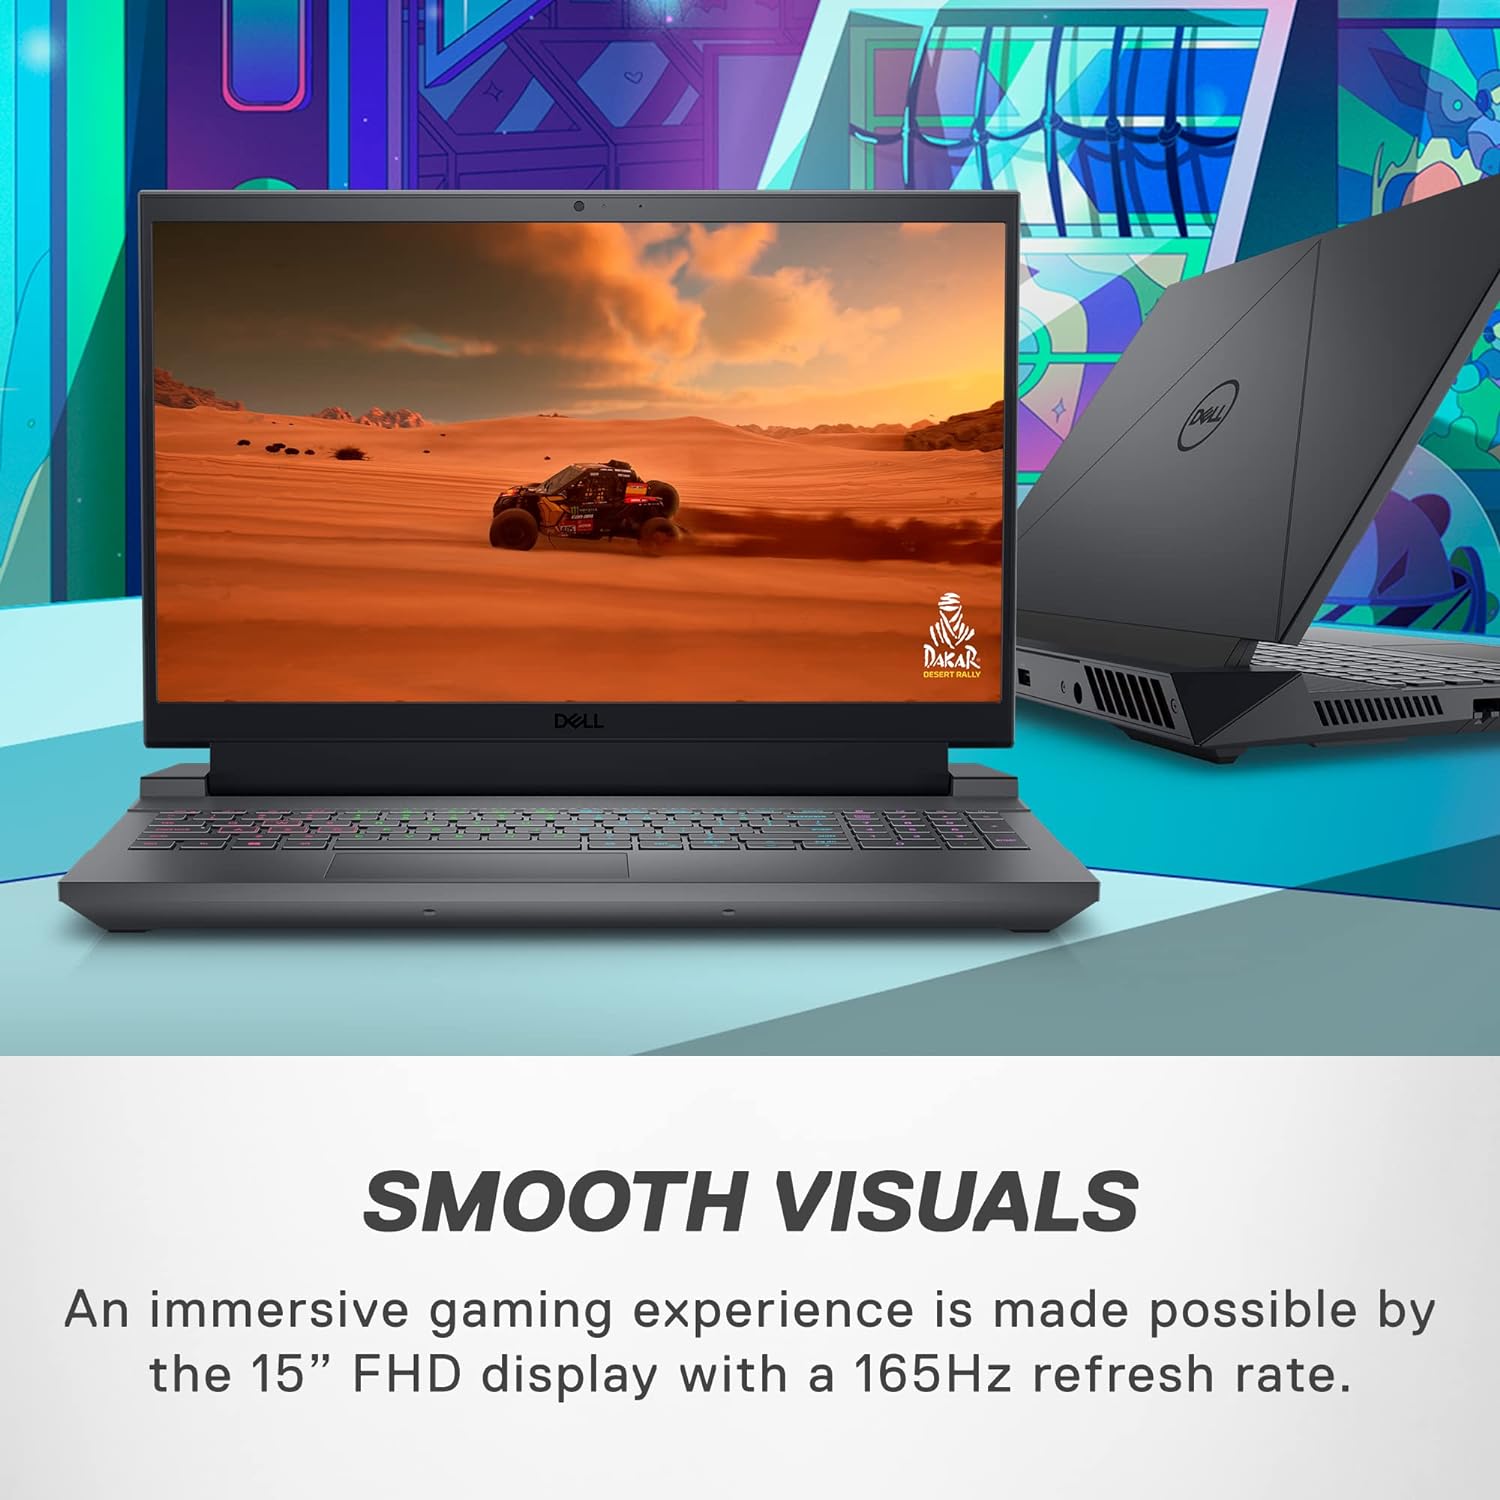 DELL
DAKAR
DESERT RALLY
DELL
SMOOTH VISUALS
An immersive gaming experience is made possible by
the 15” FHD display with a 165Hz refresh rate.